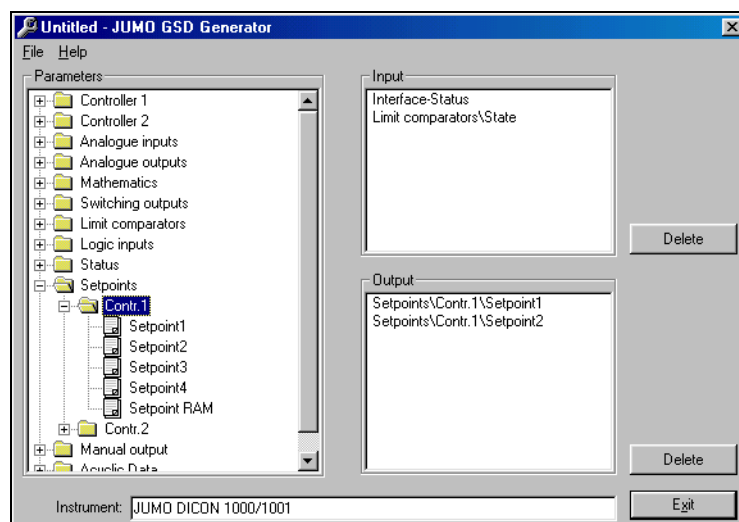 Untitled - JUMO GSD Generator
File Help
Parameters
Controller 1
Controller 2
Analogue inputs
Analogue outputs
Mathematics
Switching outputs
Limit comparators
Logic inputs
Status
Setpoints
Contr.1
Setpoint1
Setpoint2
Setpoint3
Setpoint4
Setpoint RAM
Contr.2
Manual output
Acyclic Data
Input
Interface-Status
Limit comparators\State
Delete
Output
Setpoints\Contr.1\Setpoint1
Setpoints\Contr.1\Setpoint2
Delete
Instrument: JUMO DICON 1000/1001
Exit